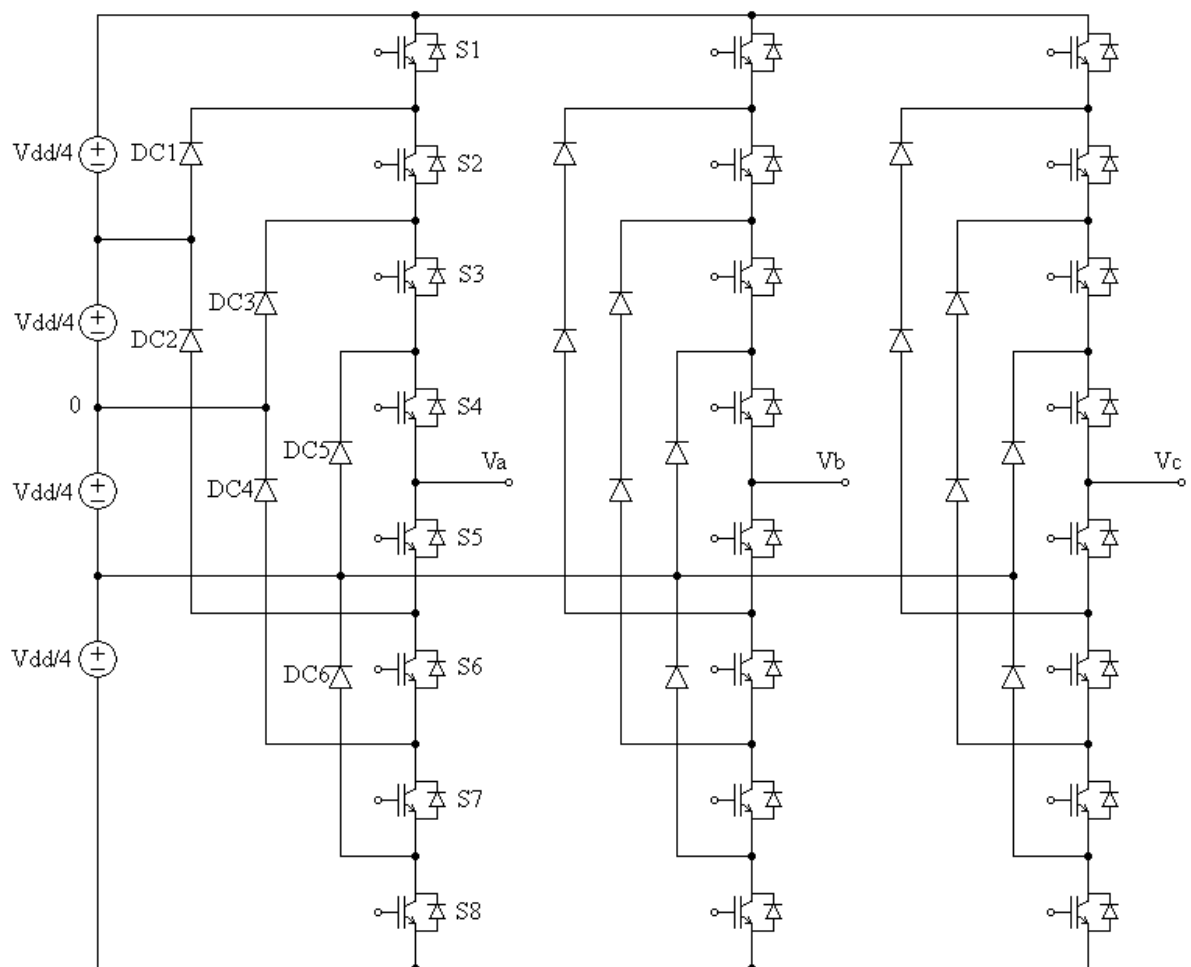 S1
Vdd/4
DC1
S2
S3
DC3
Vdd/4
DC2
0
S4
DC5
Va
Vb
Vc
Vdd/4
DC4
S5
Vdd/4
DC6
S6
S7
S8